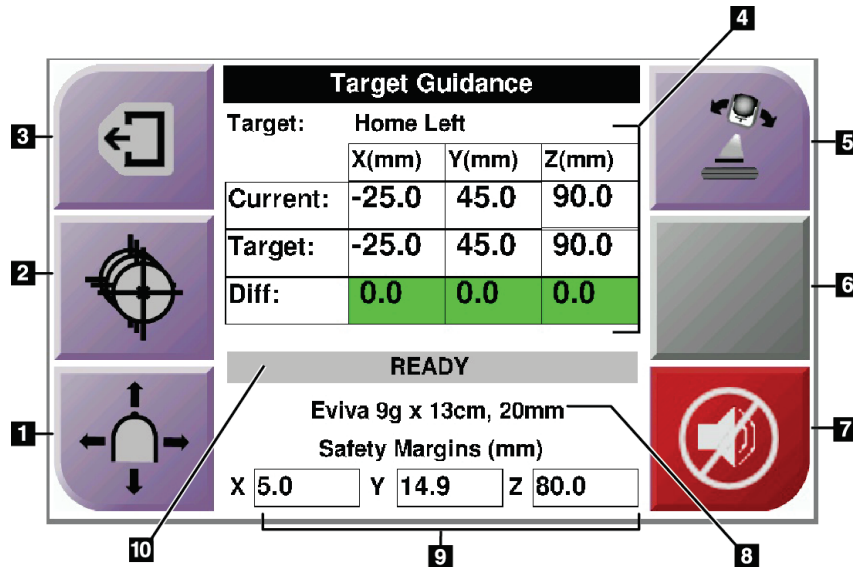 4
Target Guidance
3
Target: Home Left
5
X(mm) Y(mm) Z(mm)
Current: -25.0 45.0 90.0
2
Target: -25.0 45.0 90.0
6
Diff: 0.0 0.0 0.0
READY
Eviva 9g x 13cm, 20mm
1
7
Safety Margins (mm)
X 5.0 Y 14.9 Z 80.0
10
9
8